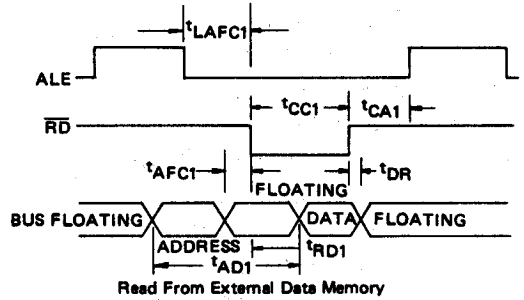 tLAFC1
ALE
tCC1 tCA1
RD
tAFC1 tDR
FLOATING
BUS FLOATING DATA FLOATING
ADDRESS tRD1
tAD1
Read From External Data Memory